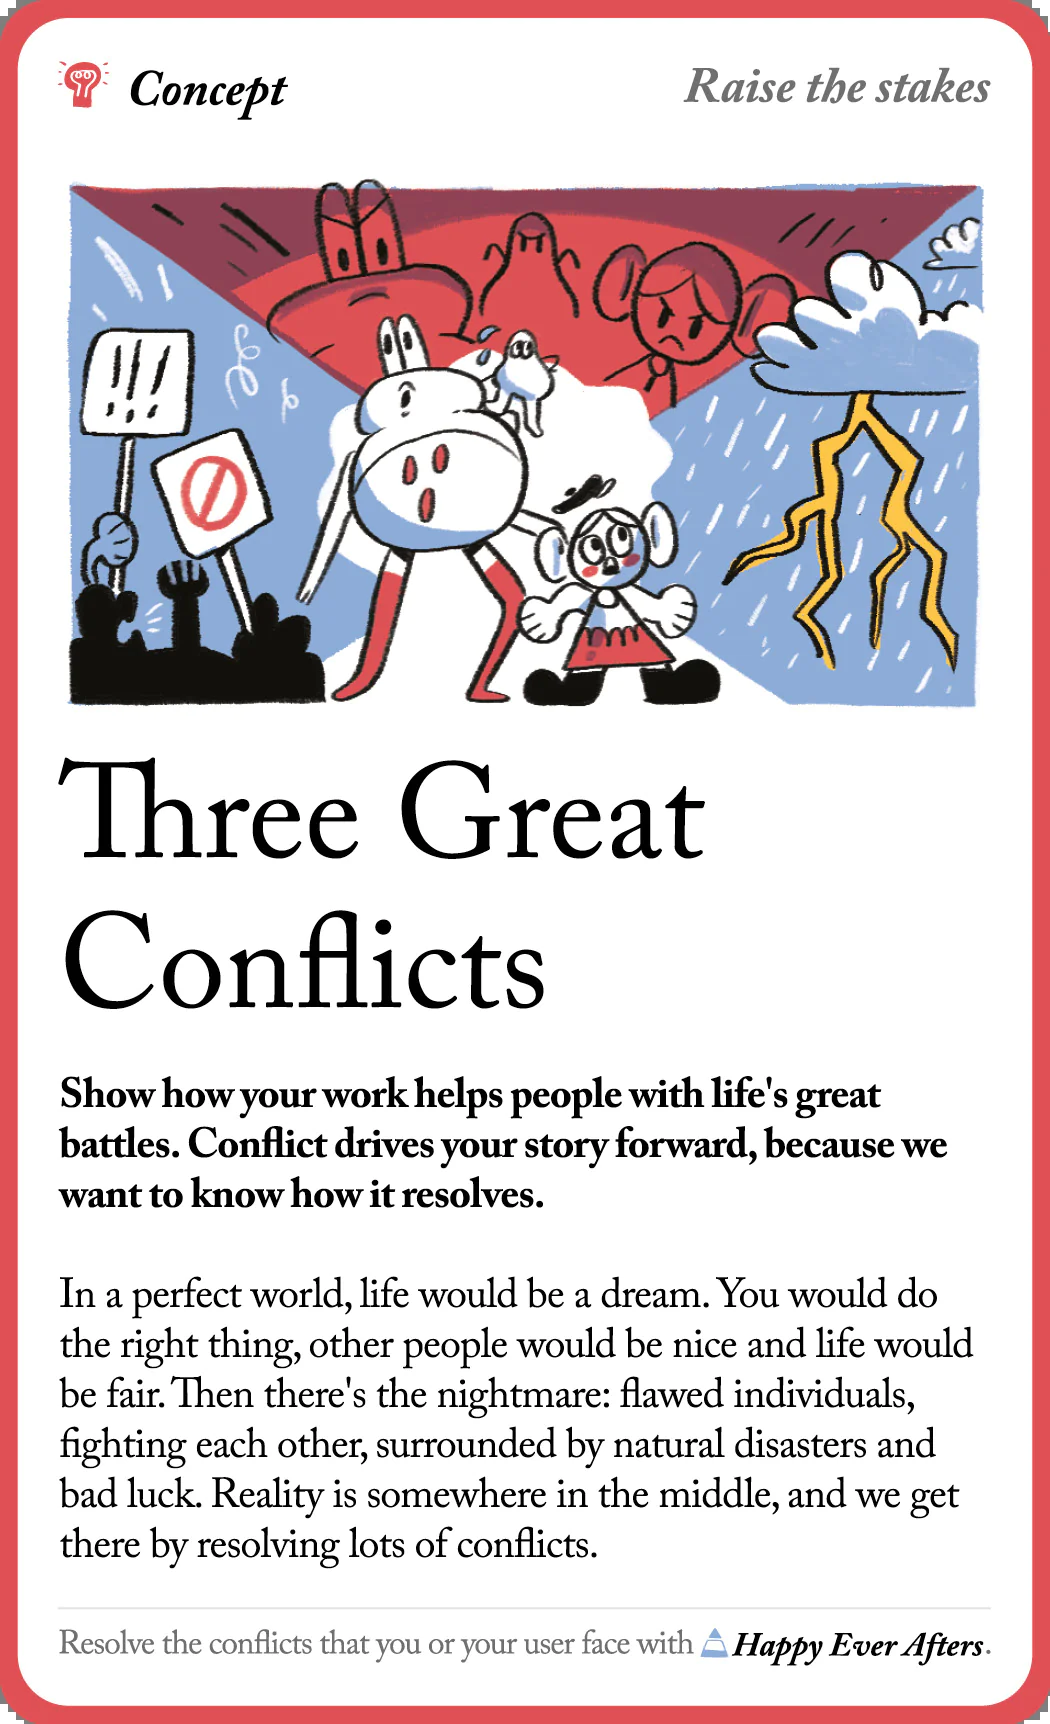 Concept
Raise the stakes
!!!
Three Great
Conflicts
Show how your work helps people with life's great
battles. Conflict drives your story forward, because we
want to know how it resolves.
In a perfect world, life would be a dream. You would do
the right thing, other people would be nice and life would
be fair. Then there's the nightmare: flawed individuals,
fighting each other, surrounded by natural disasters and
bad luck. Reality is somewhere in the middle, and we get
there by resolving lots of conflicts.
Resolve the conflicts that you or your user face with Happy Ever Afters.